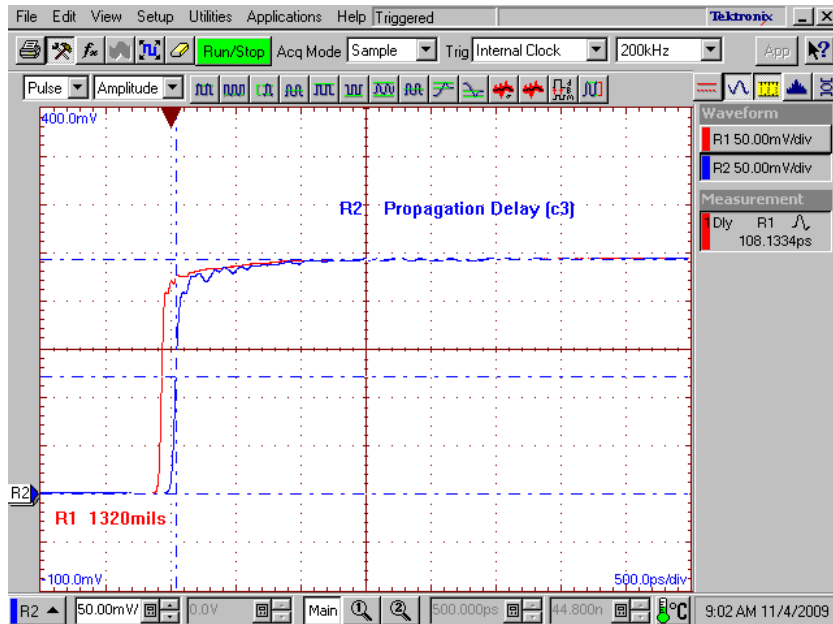 File Edit View Setup Utilities Applications Help Triggered Tektronix
Run/Stop Acq Mode Sample Trig Internal Clock 200kHz App
Pulse Amplitude
400.0mV
Waveform
R1 50.00mV/div
R2 50.00mV/div
Measurement
1 Dly R1
108.1334ps
R2 Propagation Delay (c3)
R2
R1 1320mils
-100.0mV
500.0ps/div
R2 50.00mV/ 0.0V Main 1 2 500.000ps 44.800n °C 9:02 AM 11/4/2009